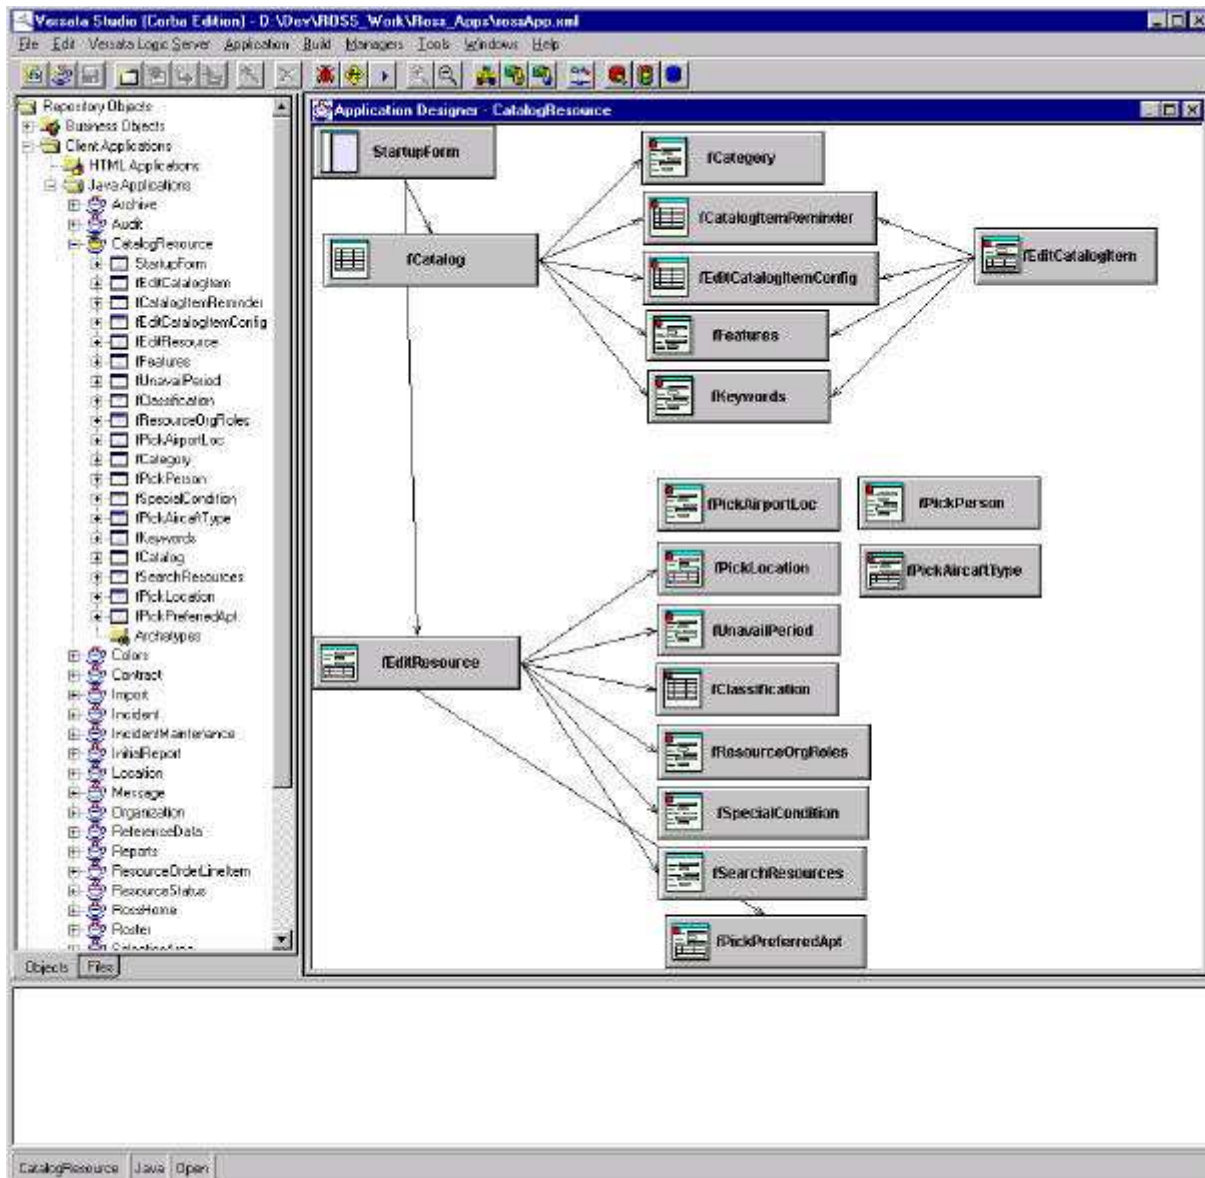 Versata Studio (Corba Edition) - D:\Dev\ROSS_Work\Ross_Apps\rossApp.xml
File Edit Versata Logic Server Application Build Managers Tools Windows Help
Repository Objects
Business Objects
Client Applications
HTML Applications
Java Applications
Archive
Audit
CatalogResource
StartupForm
fEditCatalogItem
fCatalogItemReminder
fEditCatalogItemConfig
fEditResource
fFeatures
fUnavailPeriod
fClassification
fResourceOrgRoles
fPickAirportLoc
fCategory
fPickPerson
fSpecialCondition
fPickAircaftType
fKeywords
fCatalog
fSearchResources
fPickLocation
fPickPreferredApt
Archetypes
Colors
Contract
Import
Incident
IncidentMaintenance
InitialReport
Location
Message
Organization
ReferenceData
Reports
ResourceOrderLineItem
ResourceStatus
RossHome
Roster
SelectionArea
Objects Files
Application Designer - CatalogResource
StartupForm
fCategory
fCatalogItemReminder
fCatalog
fEditCatalogItem
fEditCatalogItemConfig
fFeatures
fKeywords
fPickAirportLoc
fPickPerson
fPickLocation
fPickAircaftType
fUnavailPeriod
fEditResource
fClassification
fResourceOrgRoles
fSpecialCondition
fSearchResources
fPickPreferredApt
CatalogResource Java Open